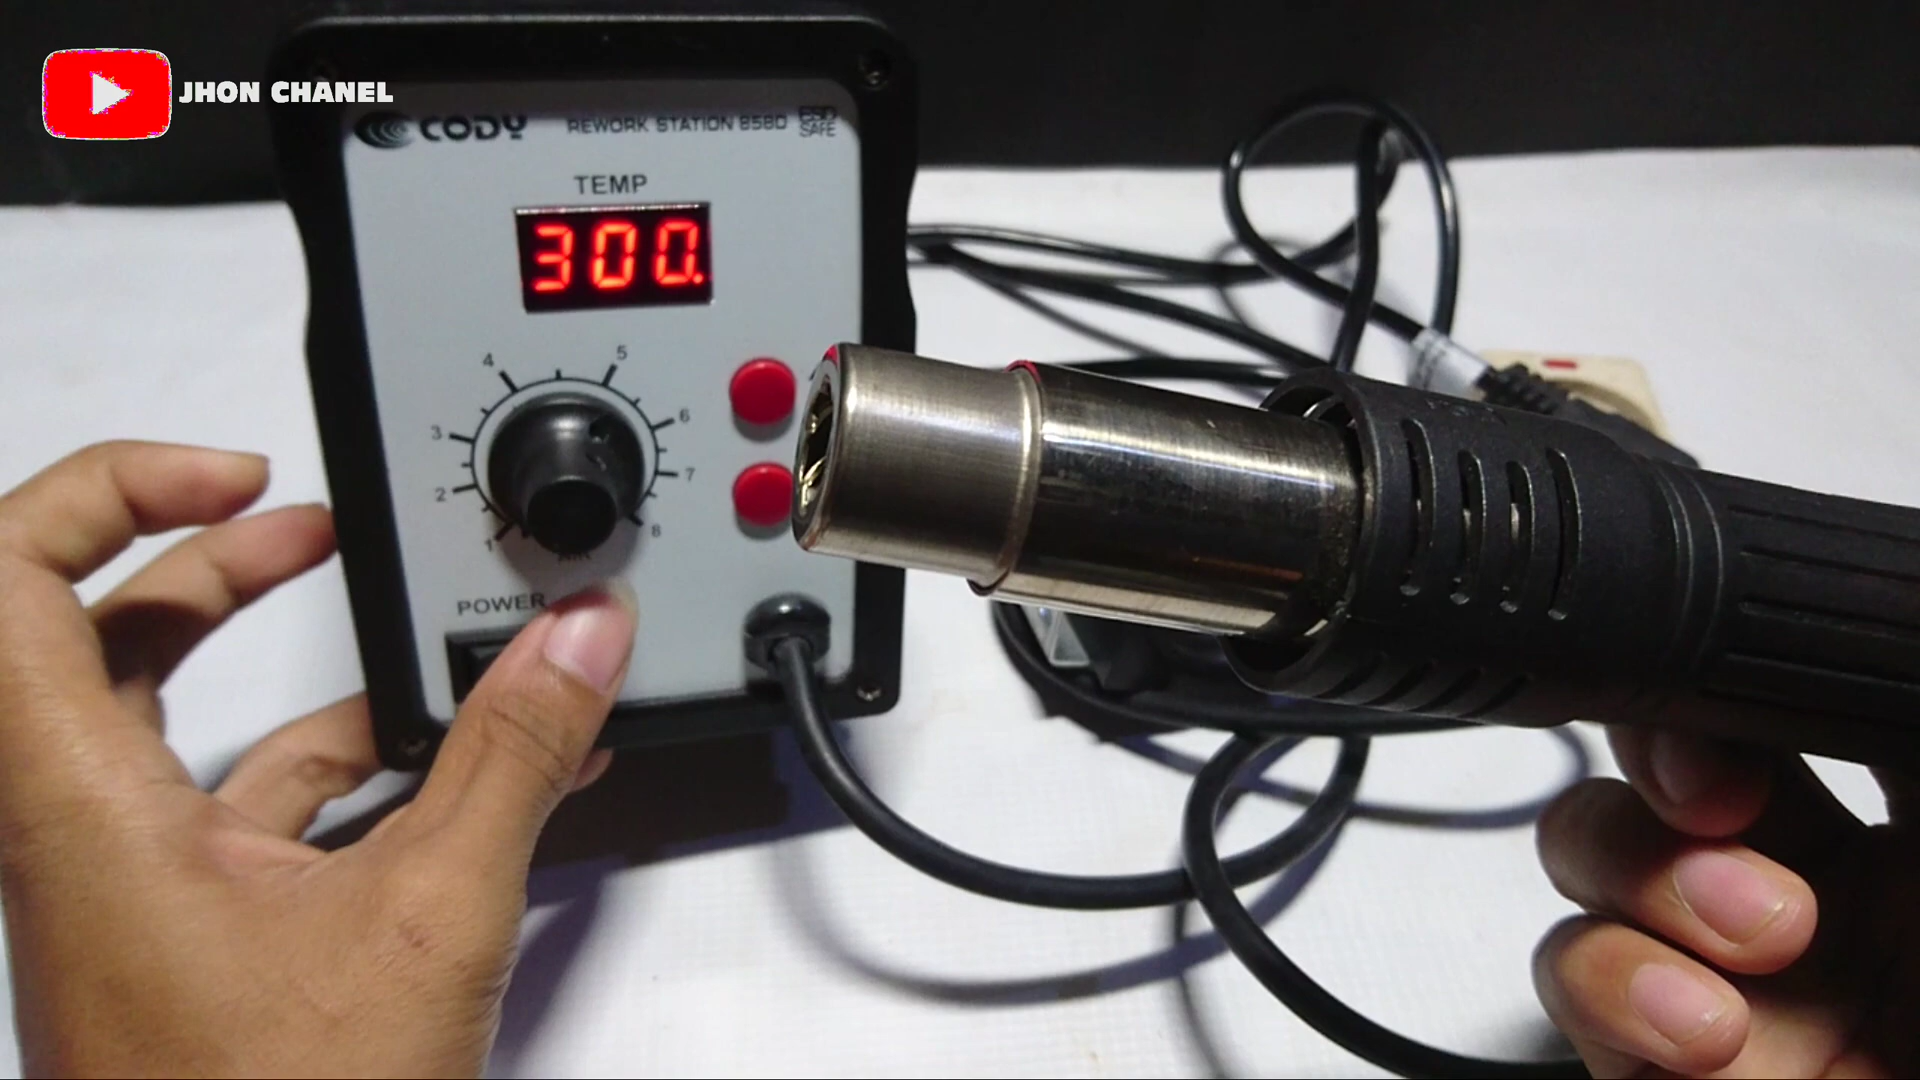 JHON CHANEL
CODY
REWORK STATION 858D
ESD
SAFE
TEMP
300.
4
5
3
6
2
7
1
8
AIR
POWER